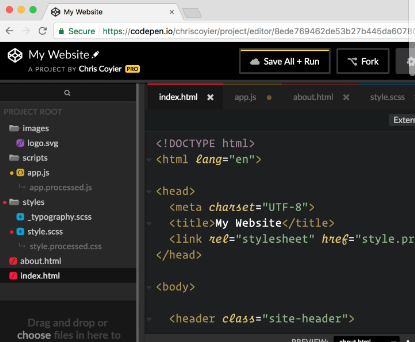 My Website
Secure https://codepen.io/chriscoyier/project/editor/8ede769462de53b27b445da6078
My Website
A PROJECT BY Chris Coyier PRO
Save All + Run
Fork
index.html
app.js
about.html
style.scss
PROJECT ROOT
images
logo.svg
scripts
app.js
app.processed.js
styles
_typography.scss
style.scss
style.processed.css
about.html
index.html
Drag and drop or
choose files in here to
Extern
<!DOCTYPE html>
<html lang="en">
<head>
<meta charset="UTF-8">
<title>My Website</title>
<link rel="stylesheet" href="style.pr
</head>
<body>
<header class="site-header">
PREVIEW: about.html